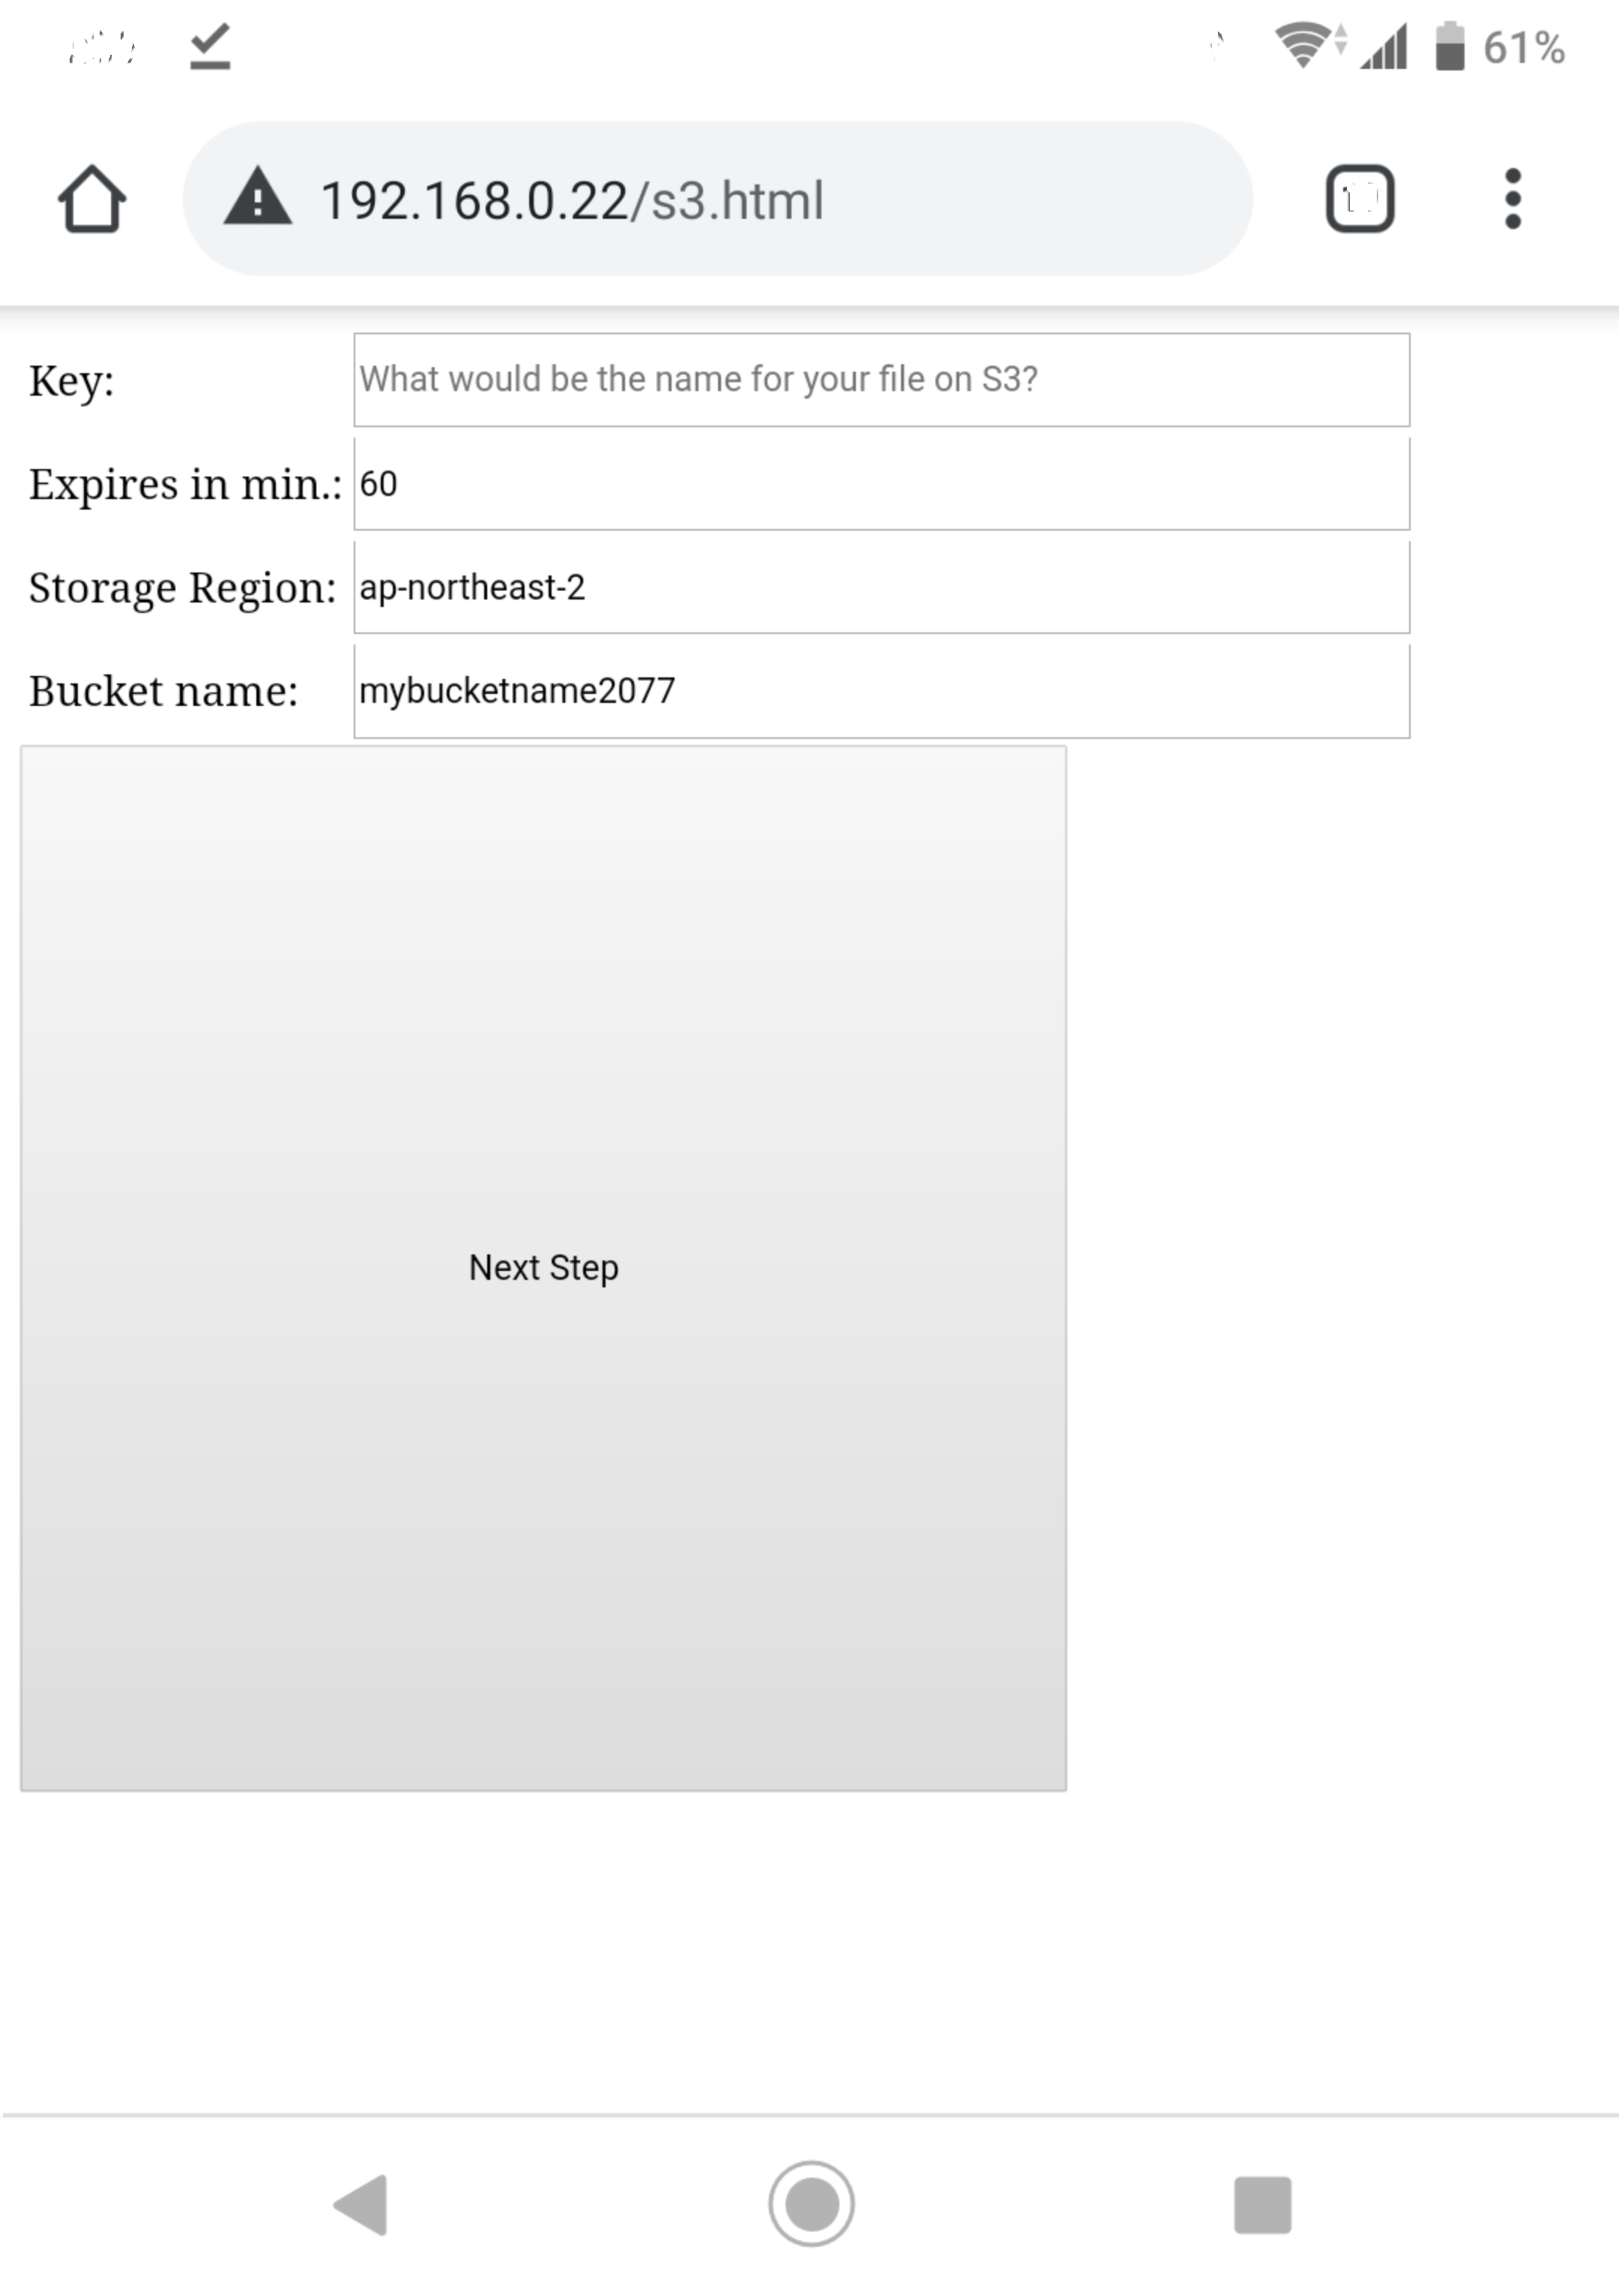 61%
192.168.0.22/s3.html
Key: What would be the name for your file on S3?
Expires in min.: 60
Storage Region: ap-northeast-2
Bucket name: mybucketname2077
Next Step